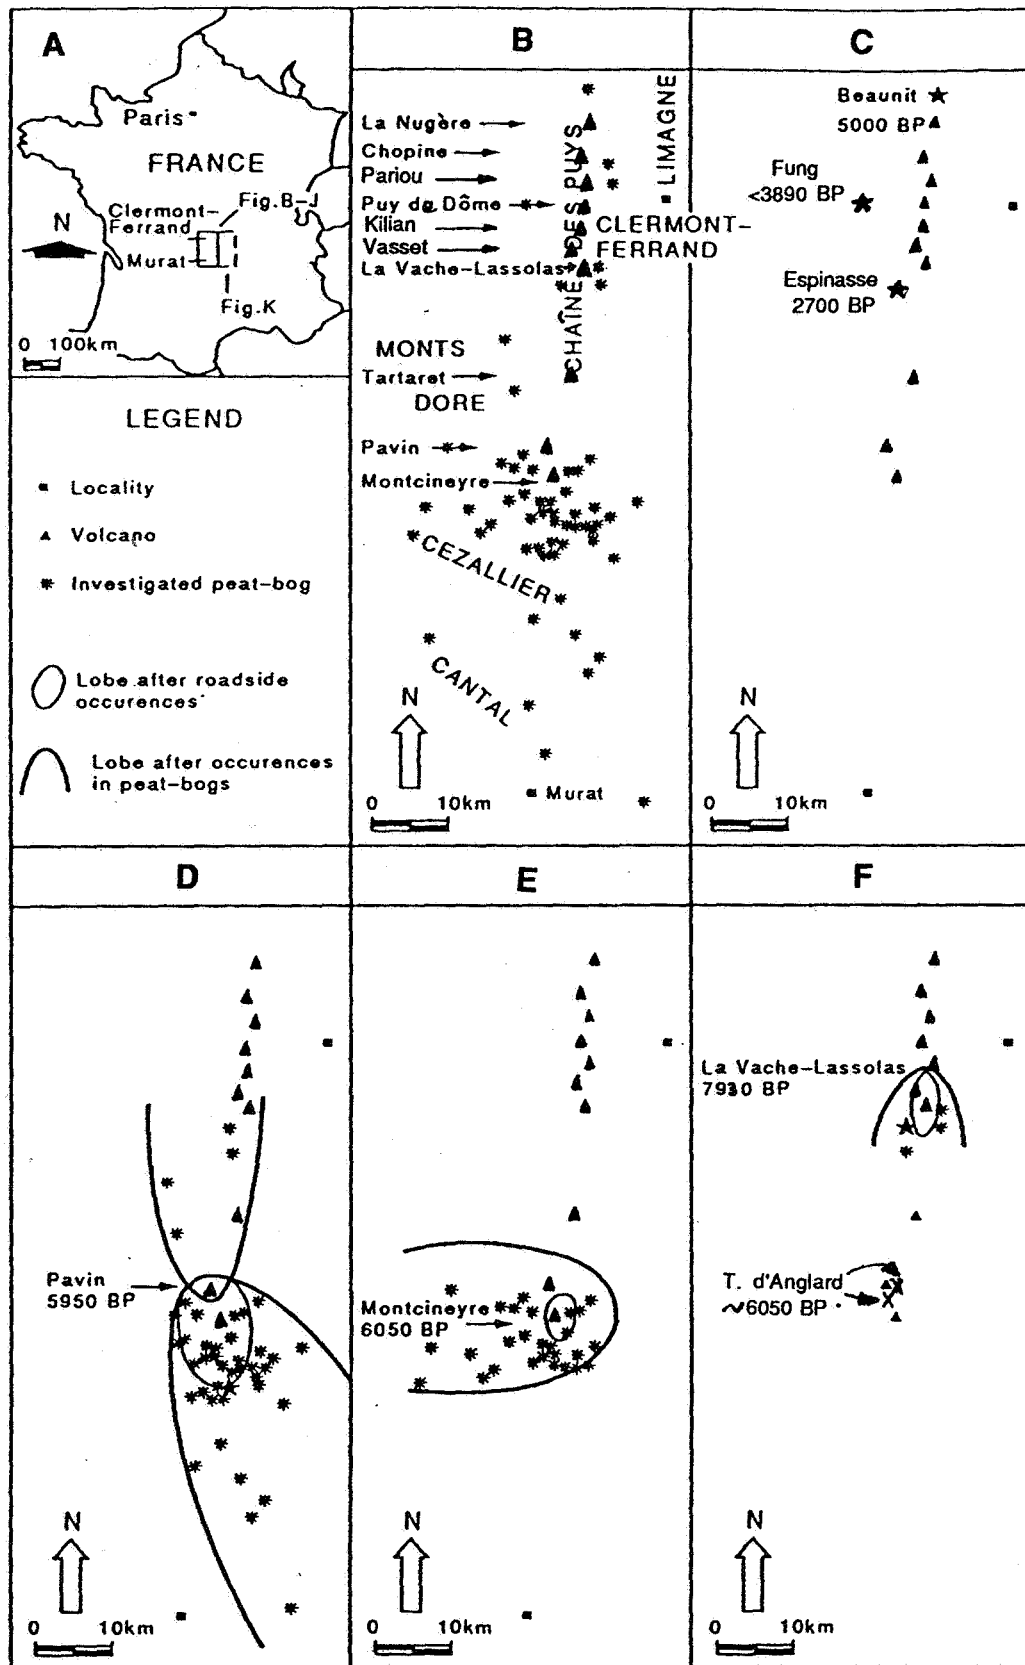 A
Paris
FRANCE
Clermont-
Ferrand
Fig.B-J
N
Murat
Fig.K
0 100km
LEGEND
Locality
Volcano
Investigated peat-bog
Lobe after roadside
occurences
Lobe after occurences
in peat-bogs
B
La Nugère
Chopine
Pariou
Puy de Dôme
Kilian
Vasset
La Vache-Lassolas
CHAÎNE DES PUYS
LIMAGNE
CLERMONT-
FERRAND
MONTS
Tartaret
DORE
Pavin
Montcineyre
CEZALLIER
CANTAL
N
Murat
0 10km
C
Beaunit
5000 BP
Fung
<3890 BP
Espinasse
2700 BP
N
0 10km
D
Pavin
5950 BP
N
0 10km
E
Montcineyre
6050 BP
N
0 10km
F
La Vache-Lassolas
7930 BP
T. d'Anglard
~6050 BP
N
0 10km